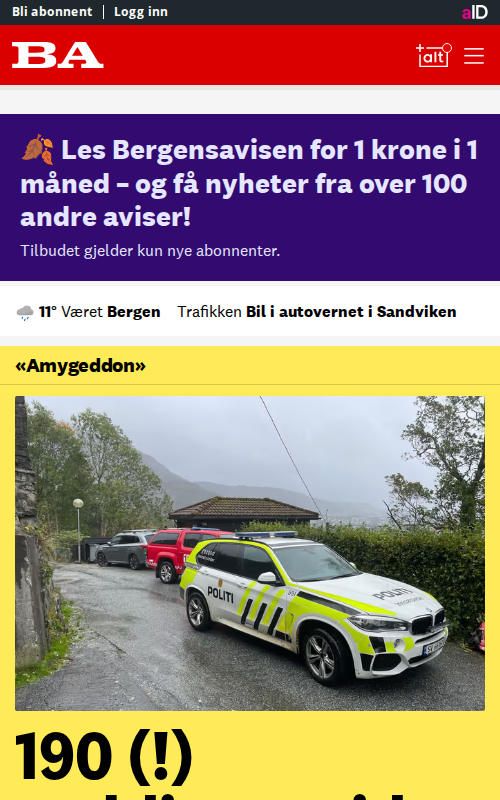 Bli abonnent
Logg inn
aID
BA
+alt
🍂 Les Bergensavisen for 1 krone i 1
måned – og få nyheter fra over 100
andre aviser!
Tilbudet gjelder kun nye abonnenter.
11° Været Bergen Trafikken Bil i autovernet i Sandviken
«Amygeddon»
POLITI
POLITI
190 (!)